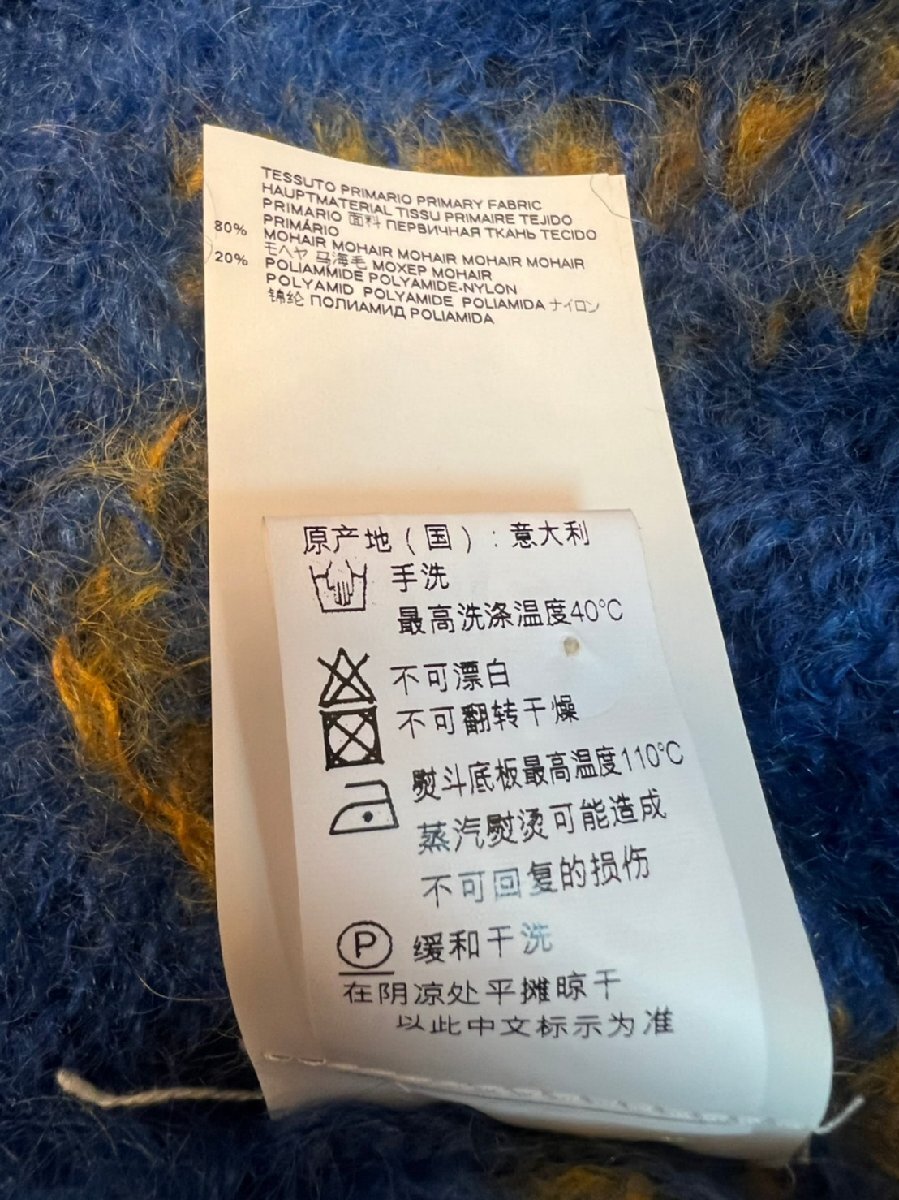 TESSUTO PRIMARIO PRIMARY FABRIC
HAUPTMATERIAL TISSU PRIMAIRE TEJIDO
PRIMARIO 面料 ПЕРВИЧНАЯ ТКАНЬ TECIDO
PRIMÁRIO
80% MOHAIR MOHAIR MOHAIR MOHAIR MOHAIR
モヘヤ 马海毛 МОХЕР MOHAIR
20% POLIAMMIDE POLYAMIDE-NYLON
POLYAMID POLYAMIDE POLIAMIDA ナイロン
锦纶 ПОЛИАМИД POLIAMIDA
原产地（国）: 意大利
手洗
最高洗涤温度40℃
不可漂白
不可翻转干燥
熨斗底板最高温度110℃
蒸汽熨烫可能造成
不可回复的损伤
P 缓和干洗
在阴凉处平摊晾干
以此中文标示为准